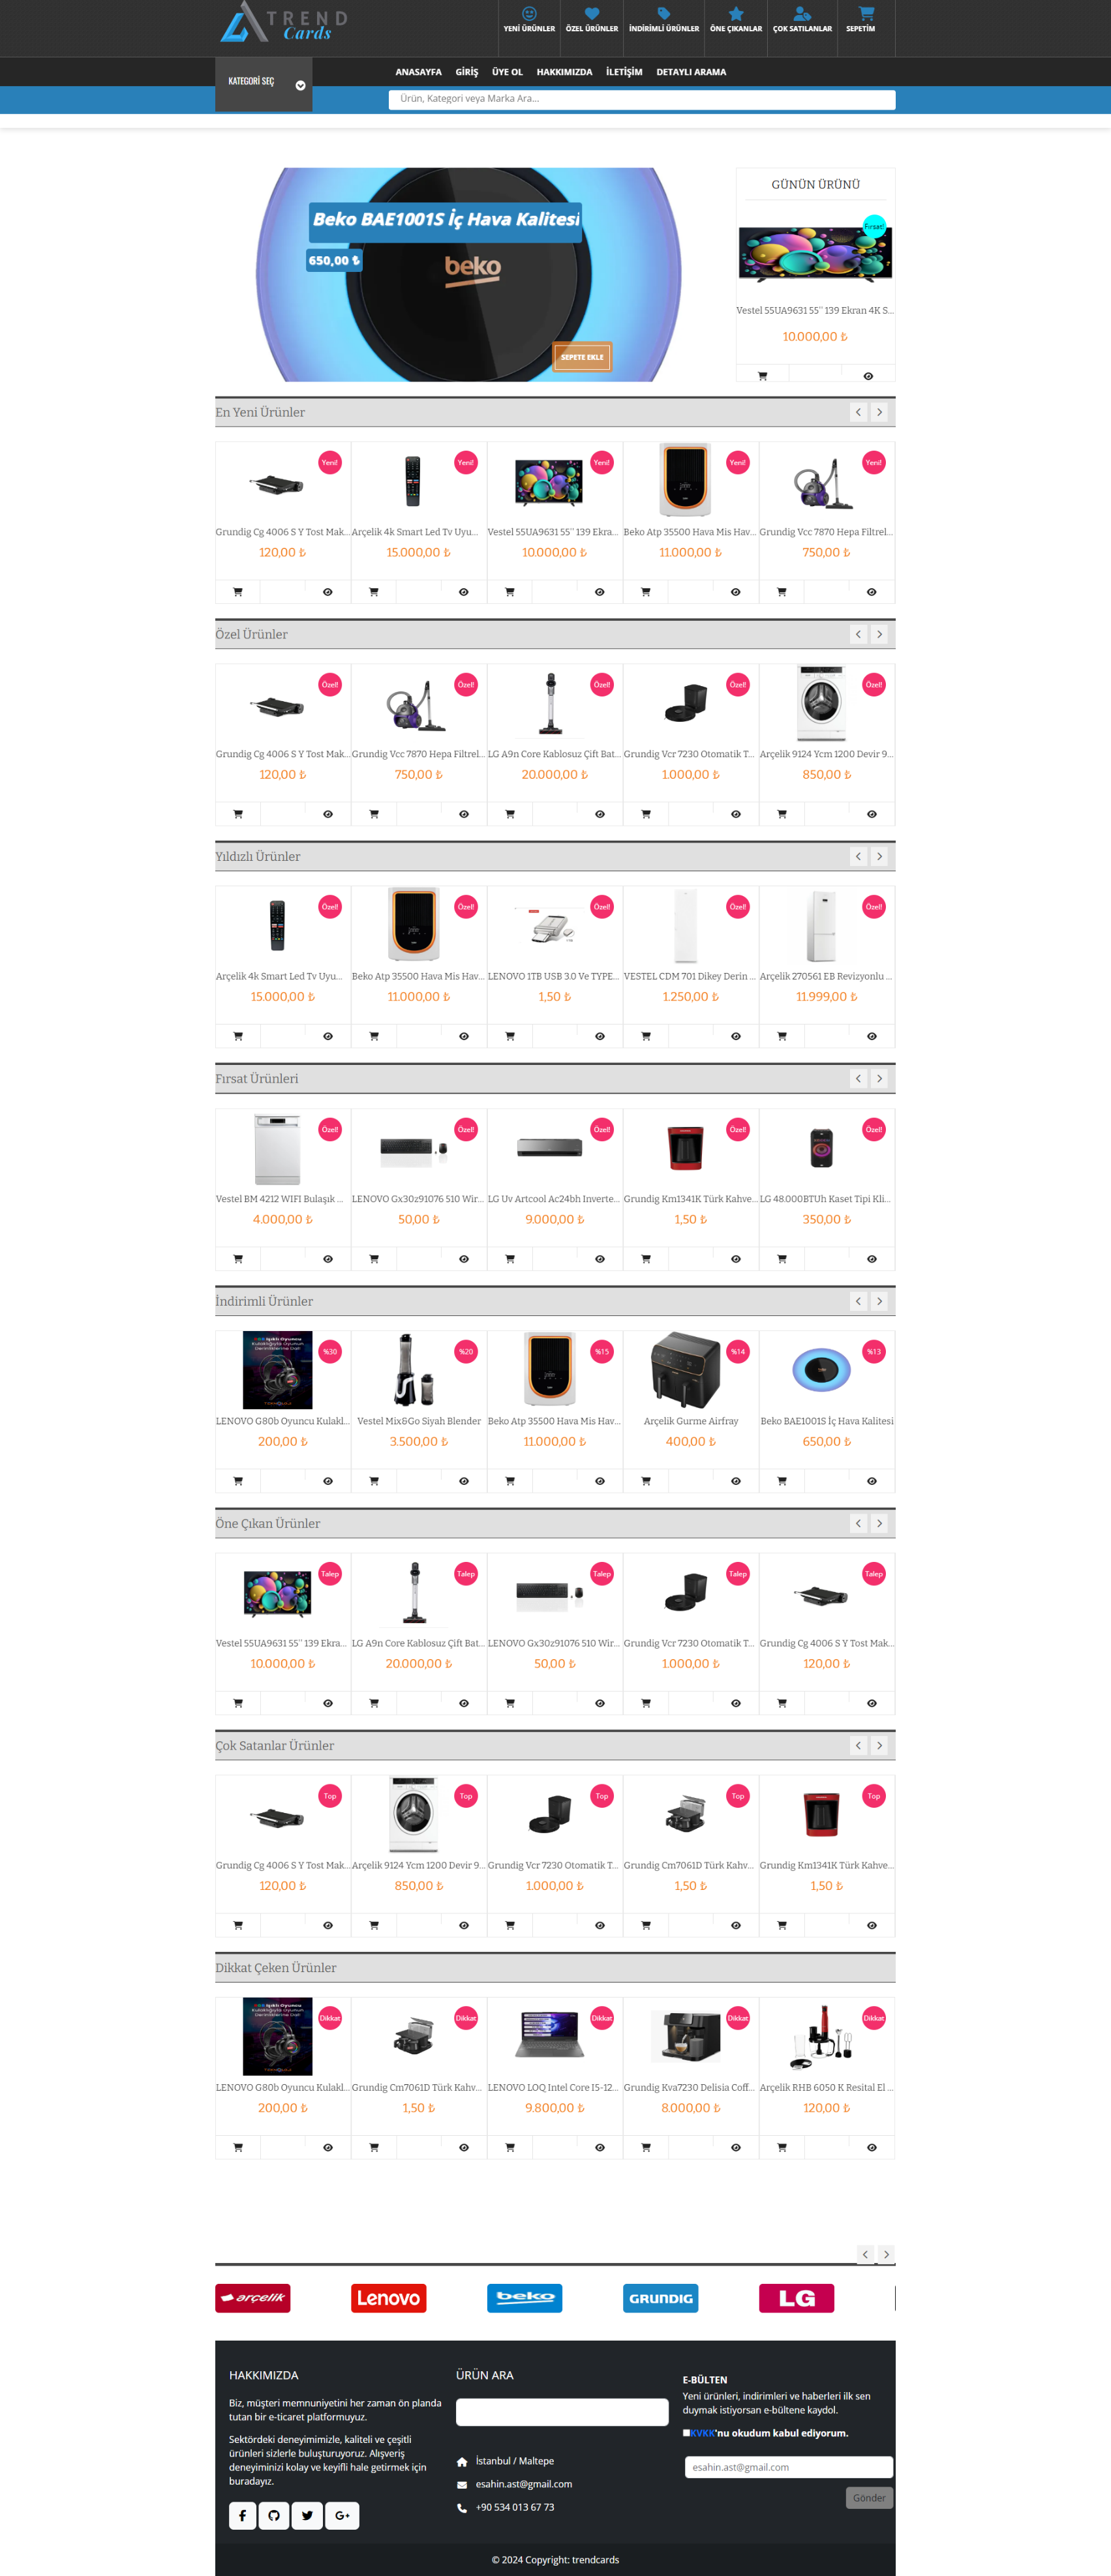 TREND
Cards
YENİ ÜRÜNLER
ÖZEL ÜRÜNLER
İNDİRİMLİ ÜRÜNLER
ÖNE ÇIKANLAR
ÇOK SATILANLAR
SEPETİM
KATEGORİ SEÇ
ANASAYFA GİRİŞ ÜYE OL HAKKIMIZDA İLETİŞİM DETAYLI ARAMA
Ürün, Kategori veya Marka Ara...
Beko BAE1001S İç Hava Kalitesi
650,00 ₺
beko
SEPETE EKLE
GÜNÜN ÜRÜNÜ
Fırsat!
Vestel 55UA9631 55'' 139 Ekran 4K S...
10.000,00 ₺
En Yeni Ürünler
Yeni! Yeni! Yeni! Yeni! Yeni!
Grundig Cg 4006 S Y Tost Mak... Arçelik 4k Smart Led Tv Uyu... Vestel 55UA9631 55'' 139 Ekra... Beko Atp 35500 Hava Mis Hav... Grundig Vcc 7870 Hepa Filtrel...
120,00 ₺ 15.000,00 ₺ 10.000,00 ₺ 11.000,00 ₺ 750,00 ₺
Özel Ürünler
Özel! Özel! Özel! Özel! Özel!
Grundig Cg 4006 S Y Tost Mak... Grundig Vcc 7870 Hepa Filtrel... LG A9n Core Kablosuz Çift Bat... Grundig Vcr 7230 Otomatik T... Arçelik 9124 Ycm 1200 Devir 9...
120,00 ₺ 750,00 ₺ 20.000,00 ₺ 1.000,00 ₺ 850,00 ₺
Yıldızlı Ürünler
Özel! Özel! Özel! Özel! Özel!
Arçelik 4k Smart Led Tv Uyu... Beko Atp 35500 Hava Mis Hav... LENOVO 1TB USB 3.0 Ve TYPE... VESTEL CDM 701 Dikey Derin ... Arçelik 270561 EB Revizyonlu ...
15.000,00 ₺ 11.000,00 ₺ 1,50 ₺ 1.250,00 ₺ 11.999,00 ₺
Fırsat Ürünleri
Özel! Özel! Özel! Özel! Özel!
Vestel BM 4212 WIFI Bulaşık ... LENOVO Gx30z91076 510 Wir... LG Uv Artcool Ac24bh Inverte... Grundig Km1341K Türk Kahve... LG 48.000BTUh Kaset Tipi Kli...
4.000,00 ₺ 50,00 ₺ 9.000,00 ₺ 1,50 ₺ 350,00 ₺
İndirimli Ürünler
%30 %20 %15 %14 %13
LENOVO G80b Oyuncu Kulakl... Vestel Mix&Go Siyah Blender Beko Atp 35500 Hava Mis Hav... Arçelik Gurme Airfray Beko BAE1001S İç Hava Kalitesi
200,00 ₺ 3.500,00 ₺ 11.000,00 ₺ 400,00 ₺ 650,00 ₺
Öne Çıkan Ürünler
Talep Talep Talep Talep Talep
Vestel 55UA9631 55'' 139 Ekra... LG A9n Core Kablosuz Çift Bat... LENOVO Gx30z91076 510 Wir... Grundig Vcr 7230 Otomatik T... Grundig Cg 4006 S Y Tost Mak...
10.000,00 ₺ 20.000,00 ₺ 50,00 ₺ 1.000,00 ₺ 120,00 ₺
Çok Satanlar Ürünler
Top Top Top Top Top
Grundig Cg 4006 S Y Tost Mak... Arçelik 9124 Ycm 1200 Devir 9... Grundig Vcr 7230 Otomatik T... Grundig Cm7061D Türk Kahv... Grundig Km1341K Türk Kahve...
120,00 ₺ 850,00 ₺ 1.000,00 ₺ 1,50 ₺ 1,50 ₺
Dikkat Çeken Ürünler
Dikkat Dikkat Dikkat Dikkat Dikkat
LENOVO G80b Oyuncu Kulakl... Grundig Cm7061D Türk Kahv... LENOVO LOQ Intel Core I5-12... Grundig Kva7230 Delisia Coff... Arçelik RHB 6050 K Resital El ...
200,00 ₺ 1,50 ₺ 9.800,00 ₺ 8.000,00 ₺ 120,00 ₺
arçelik Lenovo beko GRUNDIG LG
HAKKIMIZDA
Biz, müşteri memnuniyetini her zaman ön planda
tutan bir e-ticaret platformuyuz.
Sektördeki deneyimimizle, kaliteli ve çeşitli
ürünleri sizlerle buluşturuyoruz. Alışveriş
deneyiminizi kolay ve keyifli hale getirmek için
buradayız.
ÜRÜN ARA
İstanbul / Maltepe
esahin.ast@gmail.com
+90 534 013 67 73
E-BÜLTEN
Yeni ürünleri, indirimleri ve haberleri ilk sen
duymak istiyorsan e-bültene kaydol.
KVKK'nu okudum kabul ediyorum.
esahin.ast@gmail.com
Gönder
© 2024 Copyright: trendcards